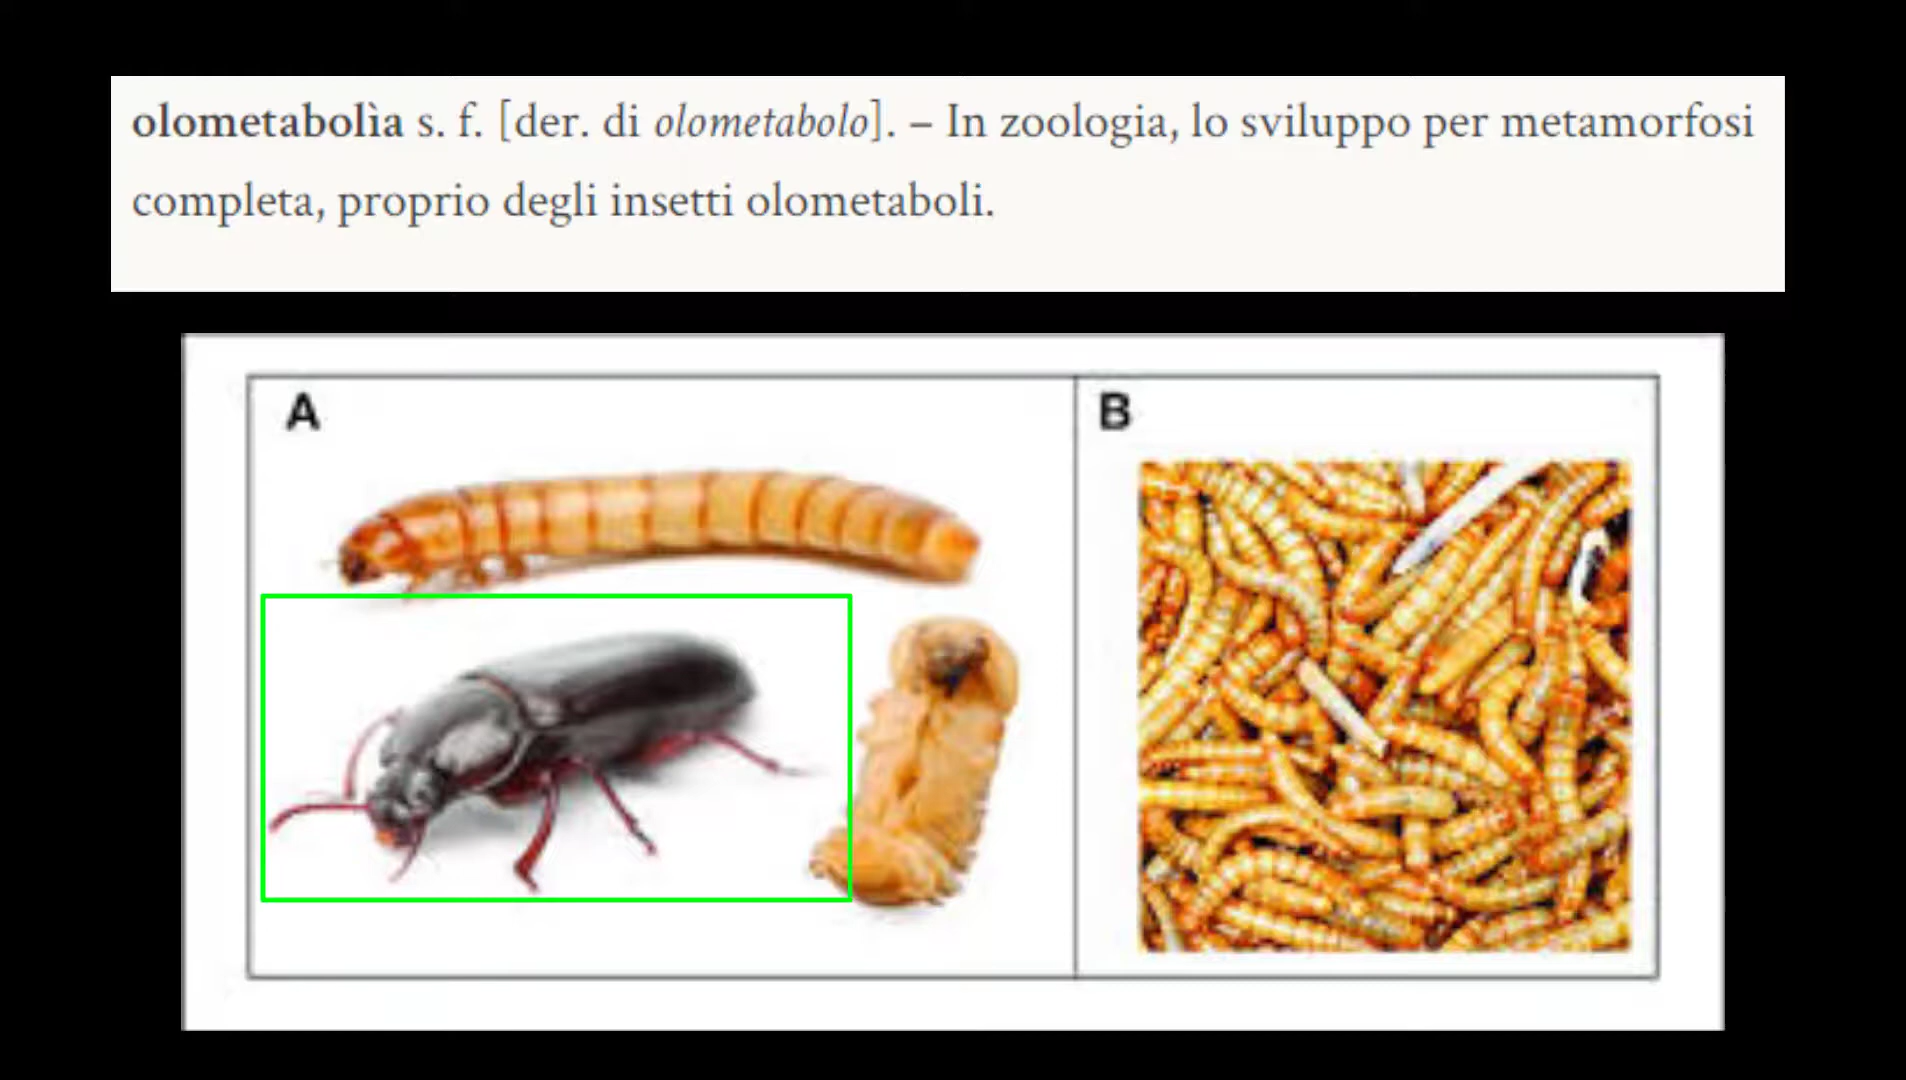 olometabolìa s. f. [der. di olometabolo]. – In zoologia, lo sviluppo per metamorfosi
completa, proprio degli insetti olometaboli.
A
B